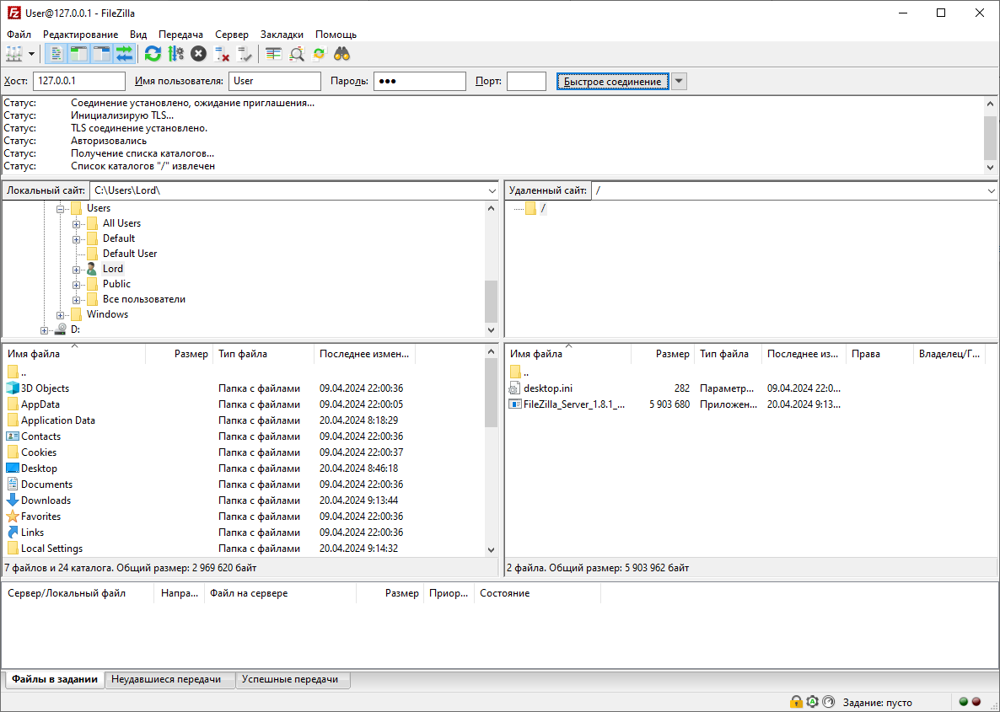 User@127.0.0.1 - FileZilla
Файл Редактирование Вид Передача Сервер Закладки Помощь
Хост: 127.0.0.1 Имя пользователя: User Пароль: ●●● Порт: Быстрое соединение
Статус: Соединение установлено, ожидание приглашения...
Статус: Инициализирую TLS...
Статус: TLS соединение установлено.
Статус: Авторизовались
Статус: Получение списка каталогов...
Статус: Список каталогов "/" извлечен
Локальный сайт: C:\Users\Lord\
Users
All Users
Default
Default User
Lord
Public
Все пользователи
Windows
D:
Удаленный сайт: /
/
Имя файла Размер Тип файла Последнее измен...
..
3D Objects Папка с файлами 09.04.2024 22:00:36
AppData Папка с файлами 09.04.2024 22:00:05
Application Data Папка с файлами 20.04.2024 8:18:29
Contacts Папка с файлами 09.04.2024 22:00:36
Cookies Папка с файлами 09.04.2024 22:00:37
Desktop Папка с файлами 20.04.2024 8:46:18
Documents Папка с файлами 09.04.2024 22:00:36
Downloads Папка с файлами 20.04.2024 9:13:44
Favorites Папка с файлами 09.04.2024 22:00:36
Links Папка с файлами 09.04.2024 22:00:36
Local Settings Папка с файлами 20.04.2024 9:14:32
7 файлов и 24 каталога. Общий размер: 2 969 620 байт
Имя файла Размер Тип файла Последнее из... Права Владелец/Г...
..
desktop.ini 282 Параметр... 09.04.2024 22:0...
FileZilla_Server_1.8.1_... 5 903 680 Приложен... 20.04.2024 9:13...
2 файла. Общий размер: 5 903 962 байт
Сервер/Локальный файл Напра... Файл на сервере Размер Приор... Состояние
Файлы в задании Неудавшиеся передачи Успешные передачи
Задание: пусто